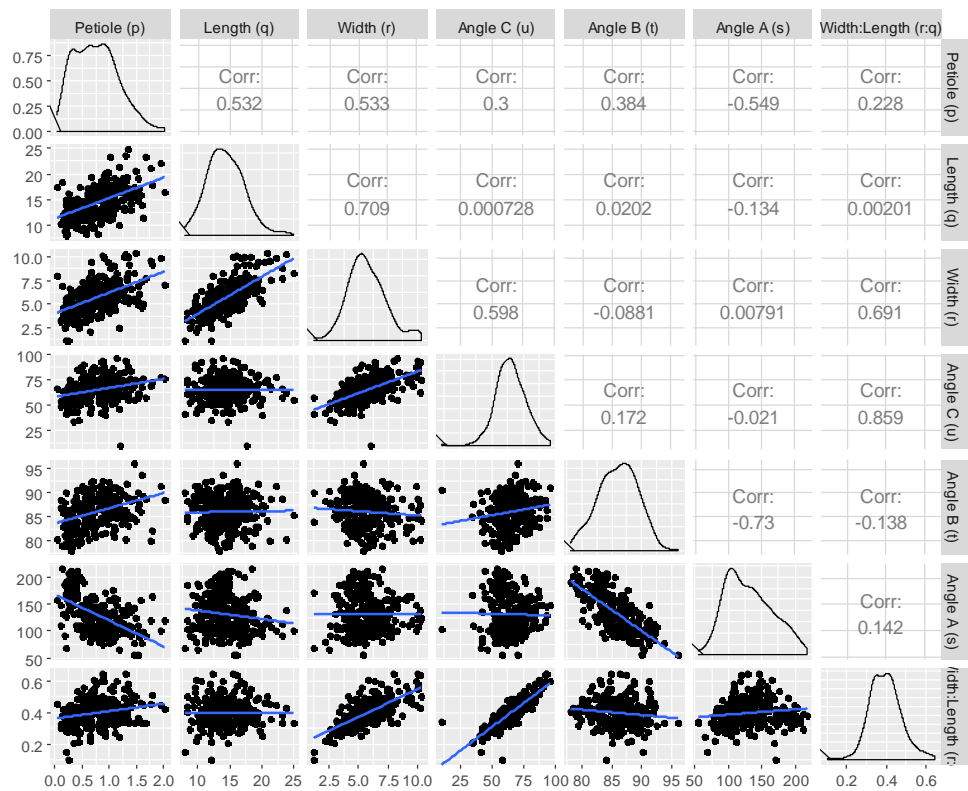 Petiole (p) Length (q) Width (r) Angle C (u) Angle B (t) Angle A (s) Width:Length (r:q)
0.75
0.50
0.25
0.00
Corr: Corr: Corr: Corr: Corr: Corr:
0.532 0.533 0.3 0.384 -0.549 0.228
Petiole (p)
25
20
15
10
Corr: Corr: Corr: Corr: Corr:
0.709 0.000728 0.0202 -0.134 0.00201
Length (q)
10.0
7.5
5.0
2.5
Corr: Corr: Corr: Corr:
0.598 -0.0881 0.00791 0.691
Width (r)
100
75
50
25
Corr: Corr: Corr:
0.172 -0.021 0.859
Angle C (u)
95
90
85
80
Corr: Corr:
-0.73 -0.138
Angle B (t)
200
150
100
50
Corr:
0.142
Angle A (s)
0.6
0.4
0.2
idth:Length (r:
0.0 0.5 1.0 1.5 2.0 10 15 20 25 2.5 5.0 7.5 10.0 25 50 75 100 80 85 90 95 50 100 150 200 0.2 0.4 0.6